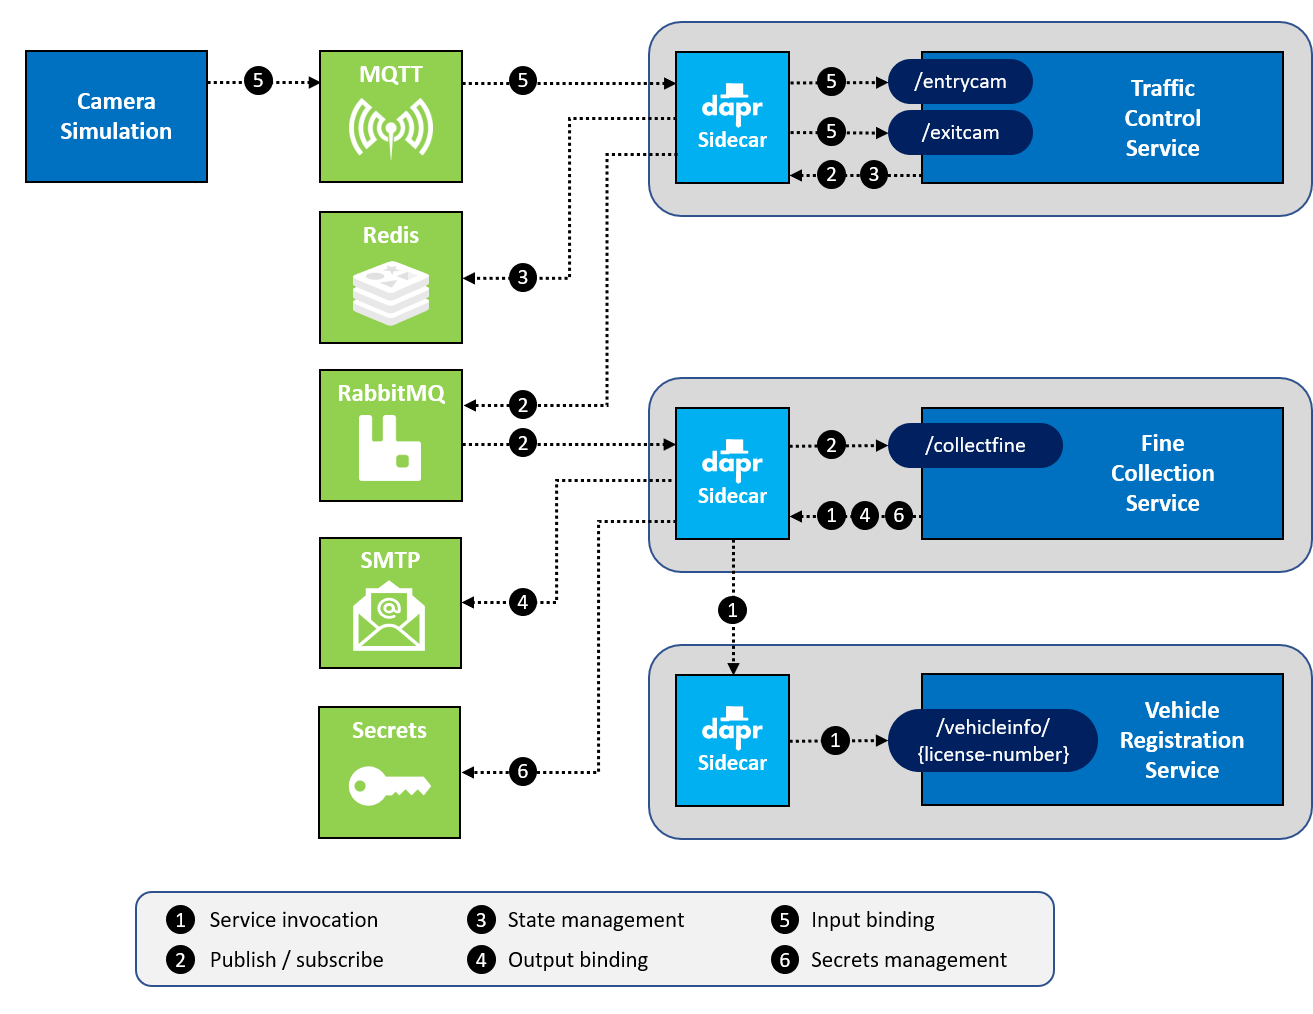 Camera
Simulation
5
MQTT
5
dapr
Sidecar
5
/entrycam
5
/exitcam
2 3
Traffic
Control
Service
Redis
3
RabbitMQ
2
2
dapr
Sidecar
2
/collectfine
1 4 6
Fine
Collection
Service
SMTP
@
4
1
Secrets
6
dapr
Sidecar
1
/vehicleinfo/
{license-number}
Vehicle
Registration
Service
1 Service invocation
3 State management
5 Input binding
2 Publish / subscribe
4 Output binding
6 Secrets management